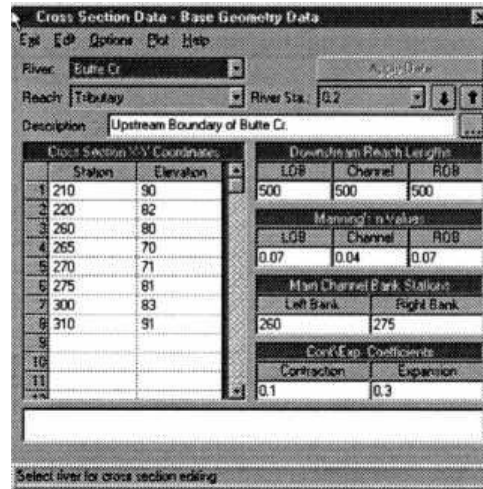 Cross Section Data - Base Geometry Data
Exit Edit Options Plot Help
River: Butte Cr. Apply Data
Reach: Tributary River Sta.: 0.2
Description Upstream Boundary of Butte Cr. ...
Cross Section X-Y Coordinates
Station Elevation
1 210 90
2 220 82
3 260 80
4 265 70
5 270 71
6 275 81
7 300 83
8 310 91
9
10
11
12
Downstream Reach Lengths
LOB Channel ROB
500 500 500
Manning's n Values
LOB Channel ROB
0.07 0.04 0.07
Main Channel Bank Stations
Left Bank Right Bank
260 275
Cont\Exp Coefficients
Contraction Expansion
0.1 0.3
Select river for cross section editing